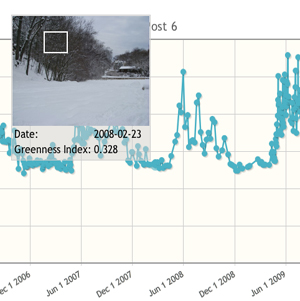 ost 6
Date: 2008-02-23
Greenness Index: 0.328
ec 1 2006
Jun 1 2007
Dec 1 2007
Jun 1 2008
Dec 1 2008
Jun 1 2009